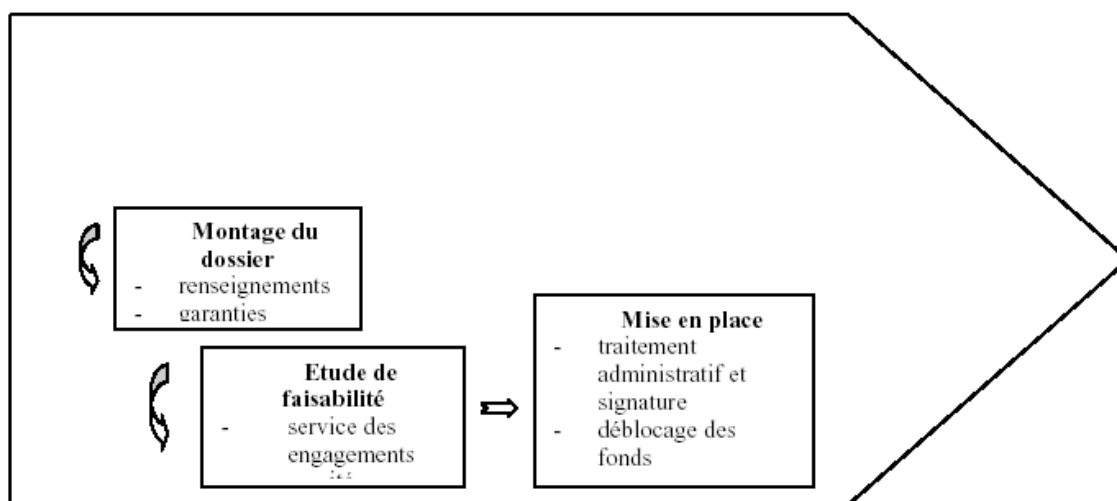 Montage du
dossier
- renseignements
- garanties
Etude de
faisabilité
- service des
engagements
Mise en place
- traitement
administratif et
signature
- déblocage des
fonds